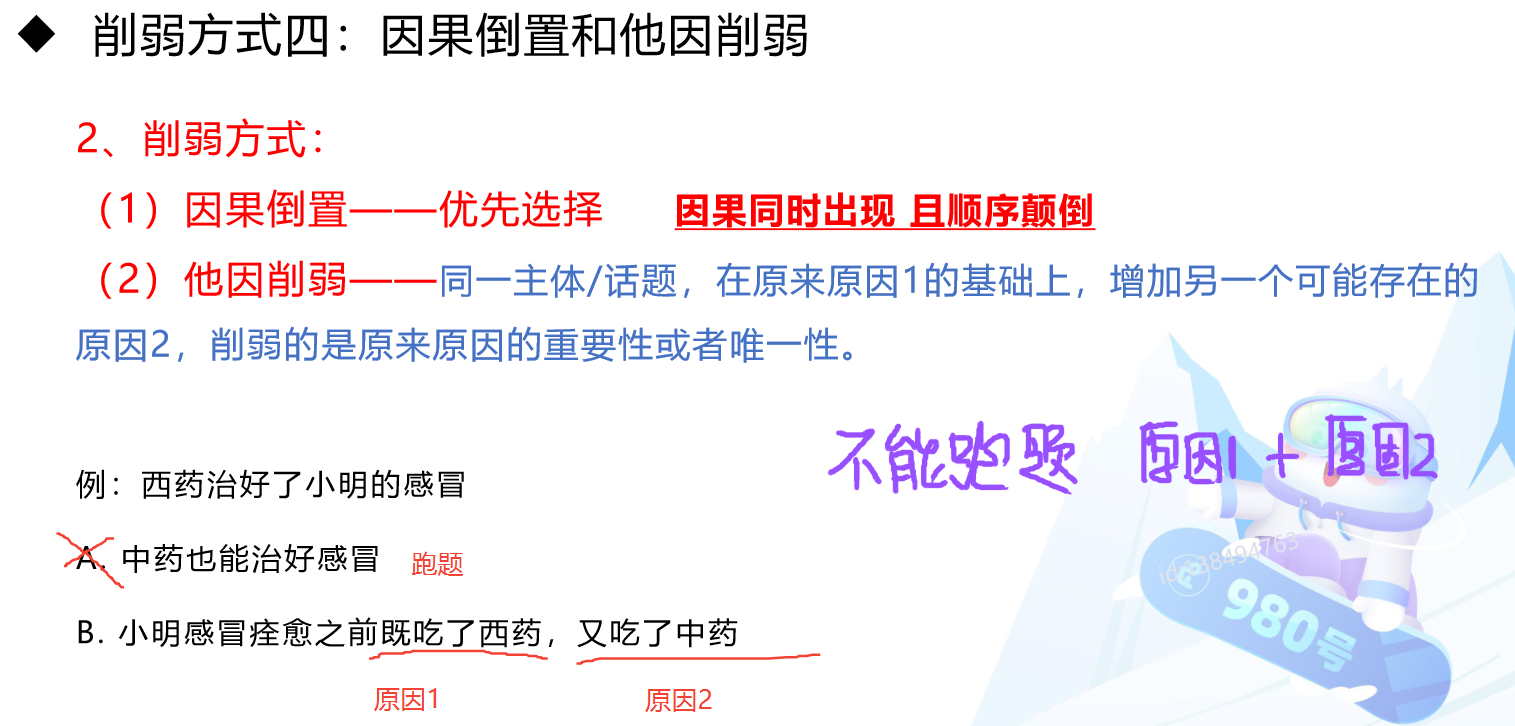 ◆ 削弱方式四：因果倒置和他因削弱
2、削弱方式：
（1）因果倒置——优先选择 因果同时出现 且顺序颠倒
（2）他因削弱——同一主体/话题，在原来原因1的基础上，增加另一个可能存在的
原因2，削弱的是原来原因的重要性或者唯一性。
不能跑题 原因1 + 原因2
例：西药治好了小明的感冒
A. 中药也能治好感冒 跑题
id:138494763
B. 小明感冒痊愈之前既吃了西药，又吃了中药
980号
原因1 原因2